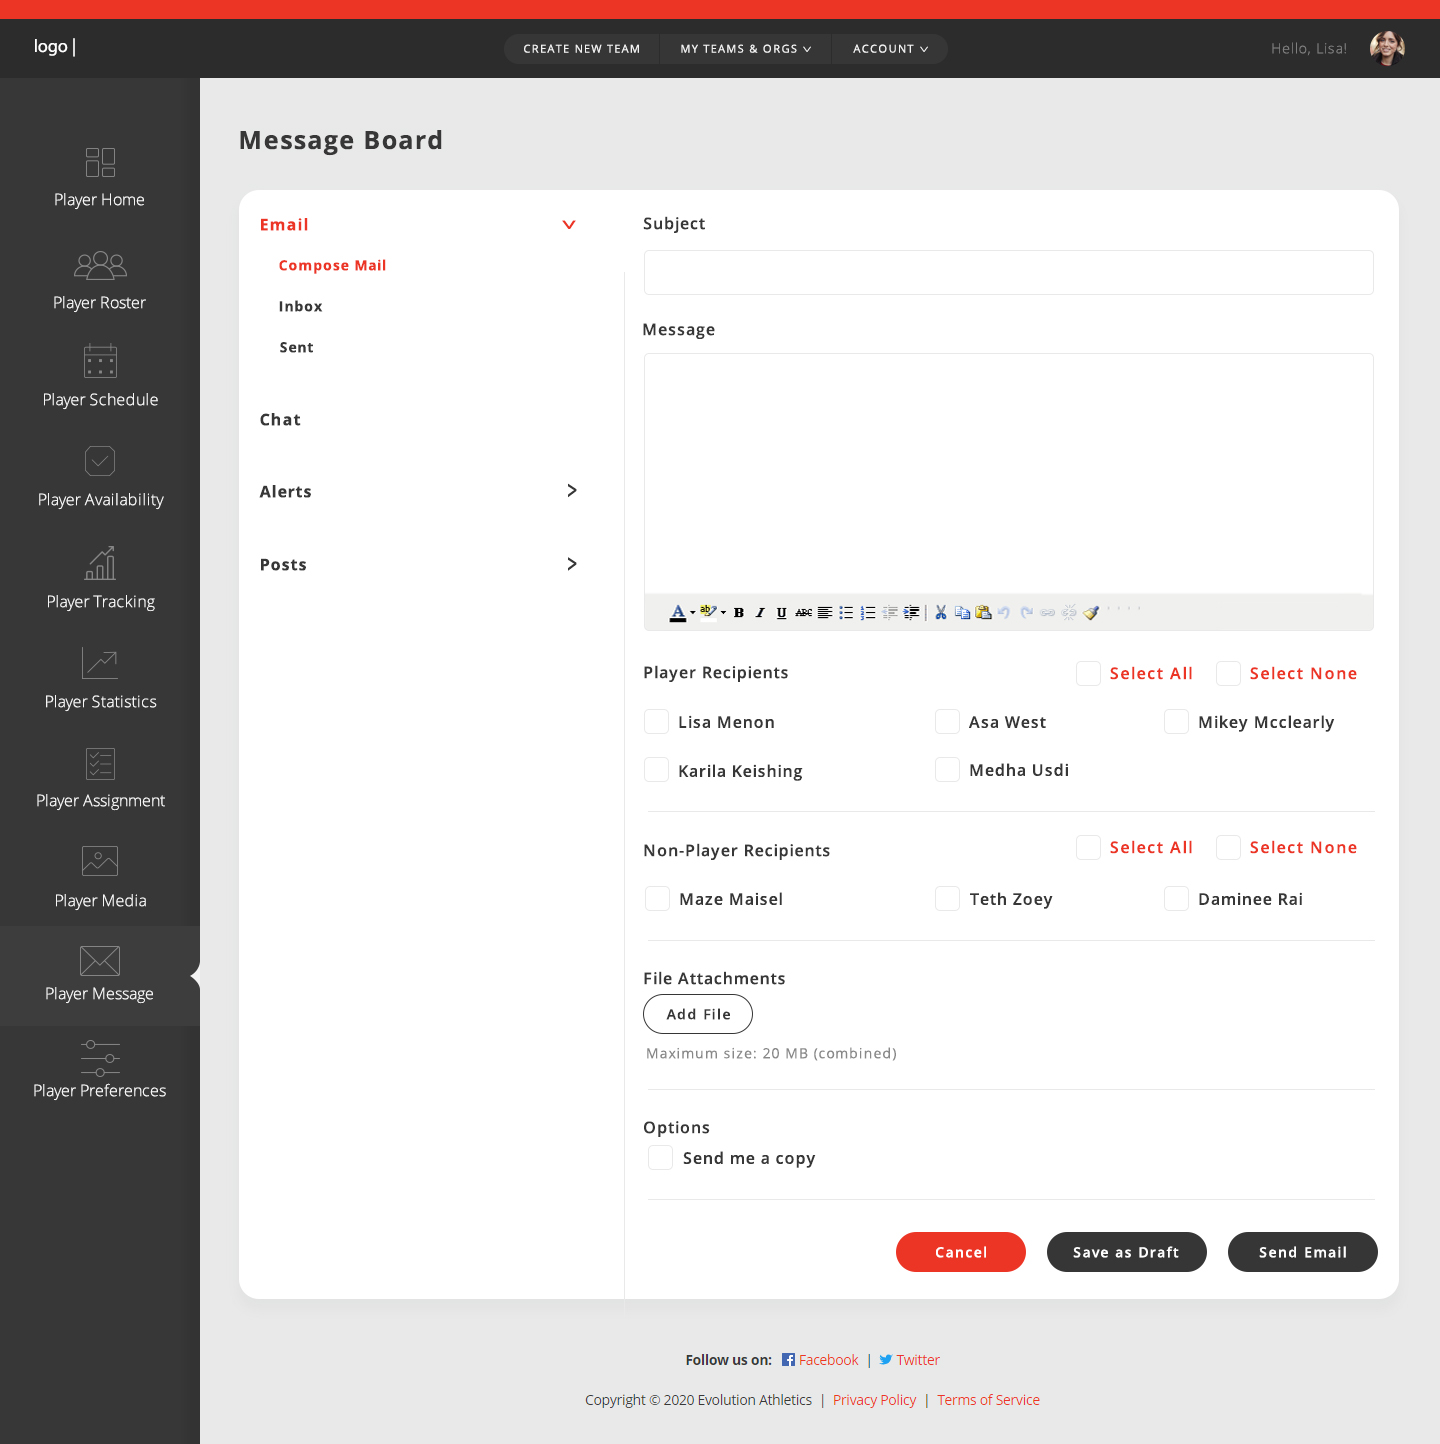 logo |
CREATE NEW TEAM
MY TEAMS & ORGS
ACCOUNT
Hello, Lisa!
Player Home
Player Roster
Player Schedule
Player Availability
Player Tracking
Player Statistics
Player Assignment
Player Media
Player Message
Player Preferences
Message Board
Email
Compose Mail
Inbox
Sent
Chat
Alerts
Posts
Subject
Message
A ab B I U ABC
Player Recipients
Select All
Select None
Lisa Menon
Asa West
Mikey Mcclearly
Karila Keishing
Medha Usdi
Non-Player Recipients
Select All
Select None
Maze Maisel
Teth Zoey
Daminee Rai
File Attachments
Add File
Maximum size: 20 MB (combined)
Options
Send me a copy
Cancel
Save as Draft
Send Email
Follow us on: Facebook | Twitter
Copyright © 2020 Evolution Athletics | Privacy Policy | Terms of Service